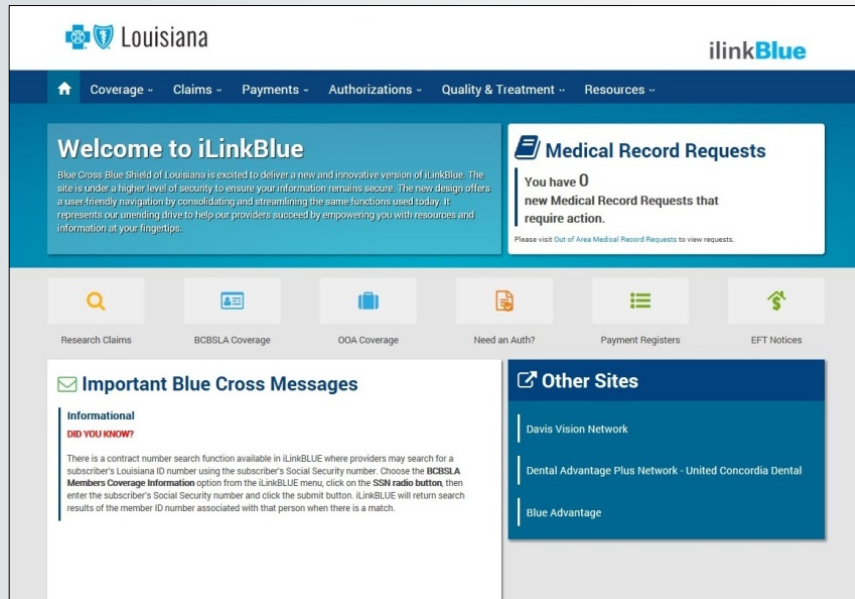 Louisiana
ilinkBlue
Coverage
Claims
Payments
Authorizations
Quality & Treatment
Resources
Welcome to iLinkBlue
Blue Cross Blue Shield of Louisiana is excited to deliver a new and innovative version of iLinkBlue. The
site is under a higher level of security to ensure your information remains secure. The new design offers
a user-friendly navigation by consolidating and streamlining the same functions used today. It
represents our unending drive to help our providers succeed by empowering you with resources and
information at your fingertips.
Medical Record Requests
You have 0
new Medical Record Requests that
require action.
Please visit Out of Area Medical Record Requests to view requests.
Research Claims
BCBSLA Coverage
OOA Coverage
Need an Auth?
Payment Registers
EFT Notices
Important Blue Cross Messages
Informational
DID YOU KNOW?
There is a contract number search function available in iLinkBLUE where providers may search for a
subscriber's Louisiana ID number using the subscriber's Social Security number. Choose the BCBSLA
Members Coverage Information option from the iLinkBLUE menu, click on the SSN radio button, then
enter the subscriber's Social Security number and click the submit button. iLinkBLUE will return search
results of the member ID number associated with that person when there is a match.
Other Sites
Davis Vision Network
Dental Advantage Plus Network - United Concordia Dental
Blue Advantage